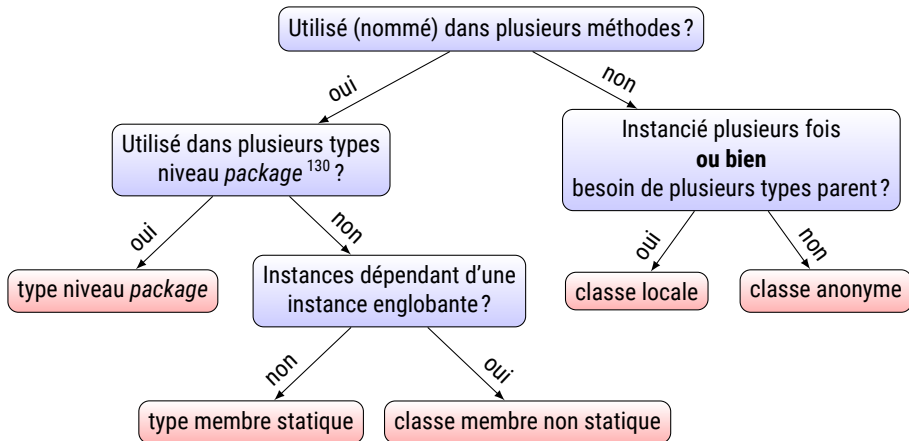 Utilisé (nommé) dans plusieurs méthodes ?
oui
non
Utilisé dans plusieurs types
niveau package 130 ?
Instancié plusieurs fois
ou bien
besoin de plusieurs types parent ?
oui
non
oui
non
type niveau package
Instances dépendant d'une
instance englobante ?
classe locale
classe anonyme
non
oui
type membre statique
classe membre non statique